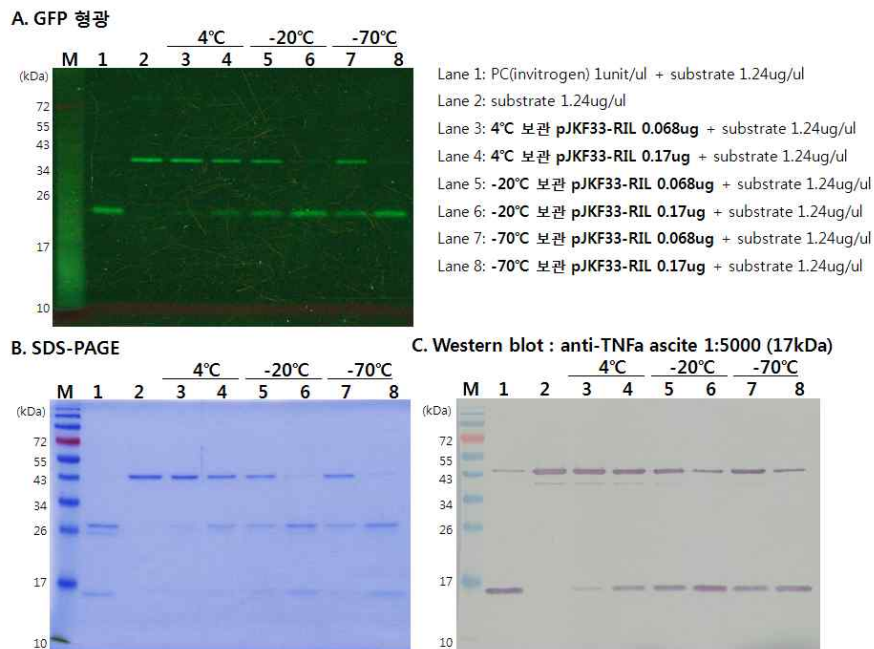 A. GFP 형광
4℃ -20℃ -70℃
M 1 2 3 4 5 6 7 8
(kDa)
72
55
43
34
26
17
10
Lane 1: PC(invitrogen) 1unit/ul + substrate 1.24ug/ul
Lane 2: substrate 1.24ug/ul
Lane 3: 4℃ 보관 pJKF33-RIL 0.068ug + substrate 1.24ug/ul
Lane 4: 4℃ 보관 pJKF33-RIL 0.17ug + substrate 1.24ug/ul
Lane 5: -20℃ 보관 pJKF33-RIL 0.068ug + substrate 1.24ug/ul
Lane 6: -20℃ 보관 pJKF33-RIL 0.17ug + substrate 1.24ug/ul
Lane 7: -70℃ 보관 pJKF33-RIL 0.068ug + substrate 1.24ug/ul
Lane 8: -70℃ 보관 pJKF33-RIL 0.17ug + substrate 1.24ug/ul
B. SDS-PAGE
4℃ -20℃ -70℃
M 1 2 3 4 5 6 7 8
(kDa)
72
55
43
34
26
17
10
C. Western blot : anti-TNFa ascite 1:5000 (17kDa)
4℃ -20℃ -70℃
M 1 2 3 4 5 6 7 8
(kDa)
72
55
43
34
26
17
10